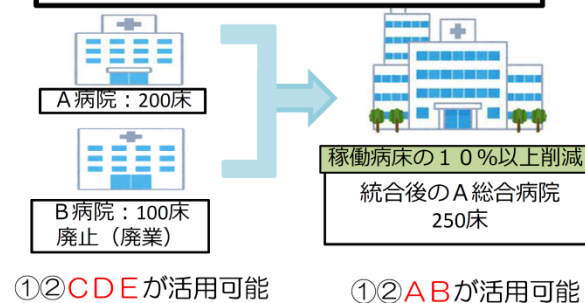 A病院：200床
B病院：100床
廃止（廃業）
①②CDEが活用可能
稼働病床の１０％以上削減
統合後のA総合病院
250床
①②ABが活用可能